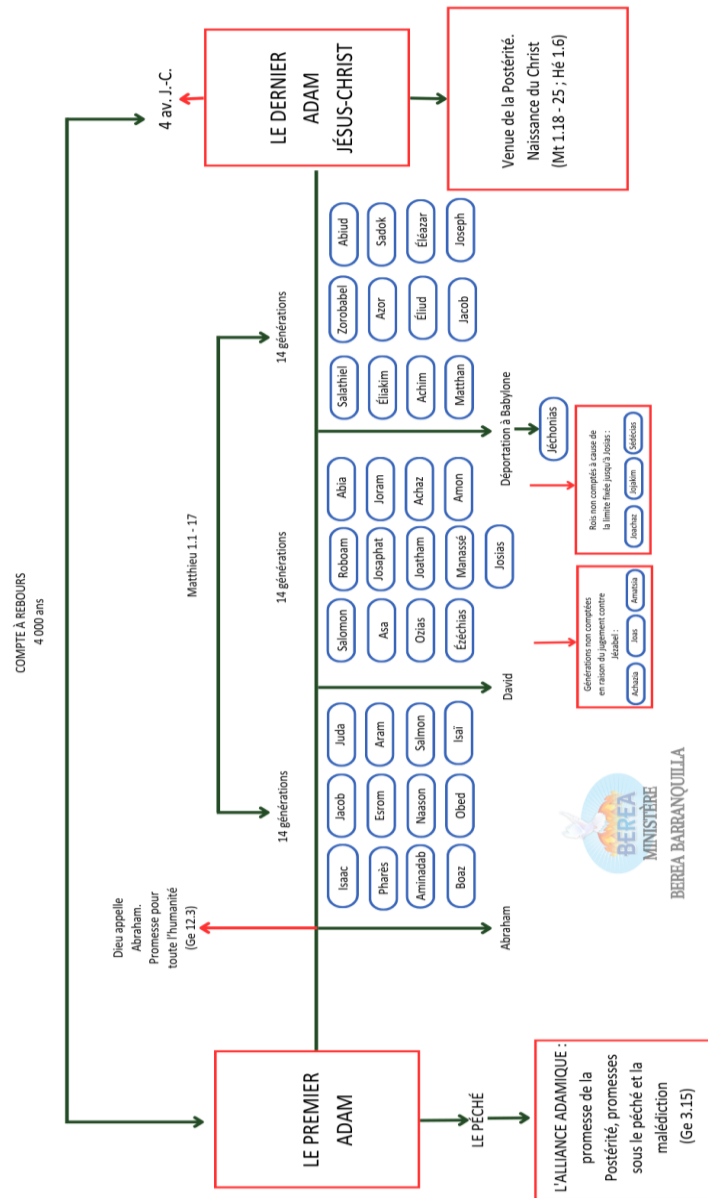 COMPTE À REBOURS
4 000 ans
LE PREMIER
ADAM
LE PÉCHÉ
L'ALLIANCE ADAMIQUE :
promesse de la
Postérité, promesses
sous le péché et la
malédiction
(Ge 3.15)
Dieu appelle
Abraham.
Promesse pour
toute l'humanité
(Ge 12.3)
Abraham
Matthieu 1.1 - 17
14 générations
Isaac
Jacob
Juda
Pharès
Esrom
Aram
Aminadab
Naason
Salmon
Boaz
Obed
Isaï
David
14 générations
Salomon
Roboam
Abia
Asa
Josaphat
Joram
Ozias
Joatham
Achaz
Ézéchias
Manassé
Amon
Josias
Générations non comptées
en raison du jugement contre
Jézabel :
Achazia
Joas
Amatsia
Déportation à Babylone
Jéchonias
Rois non comptés à cause de
la limite fixée jusqu'à Josias :
Joachaz
Jojakim
Sédécias
14 générations
Salathiel
Zorobabel
Abiud
Éliakim
Azor
Sadok
Achim
Éliud
Éléazar
Matthan
Jacob
Joseph
4 av. J.-C.
LE DERNIER
ADAM
JÉSUS-CHRIST
Venue de la Postérité.
Naissance du Christ
(Mt 1.18 - 25 ; Hé 1.6)
BEREA
MINISTÈRE
BEREA BARRANQUILLA